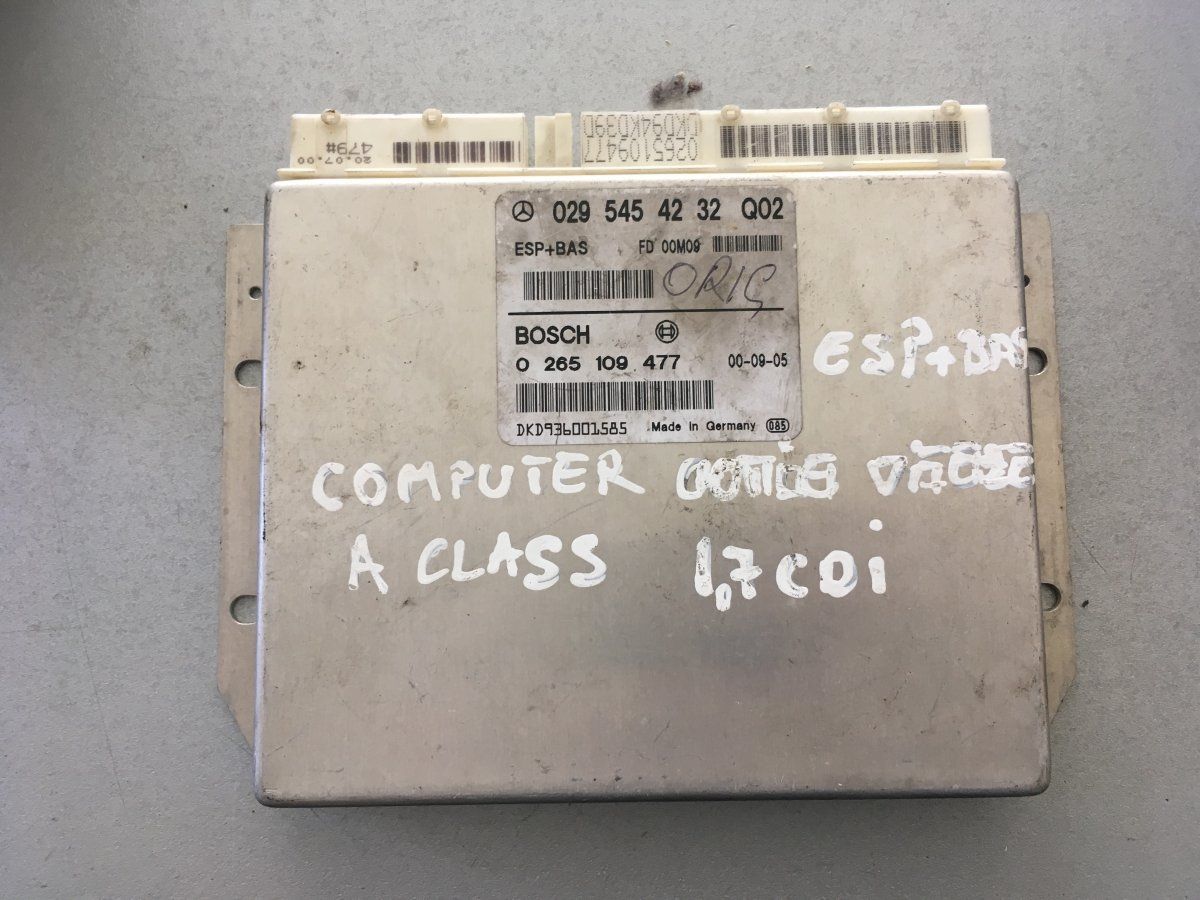 20.07.00
479#
0265109477
DKD94KD39D
029 545 42 32 Q02
ESP+BAS FD 00M09
ORIG
BOSCH
0 265 109 477 00-09-05
DKD936001585 Made in Germany 085
ESP+BAS
COMPUTER
A CLASS 1,7 CDi